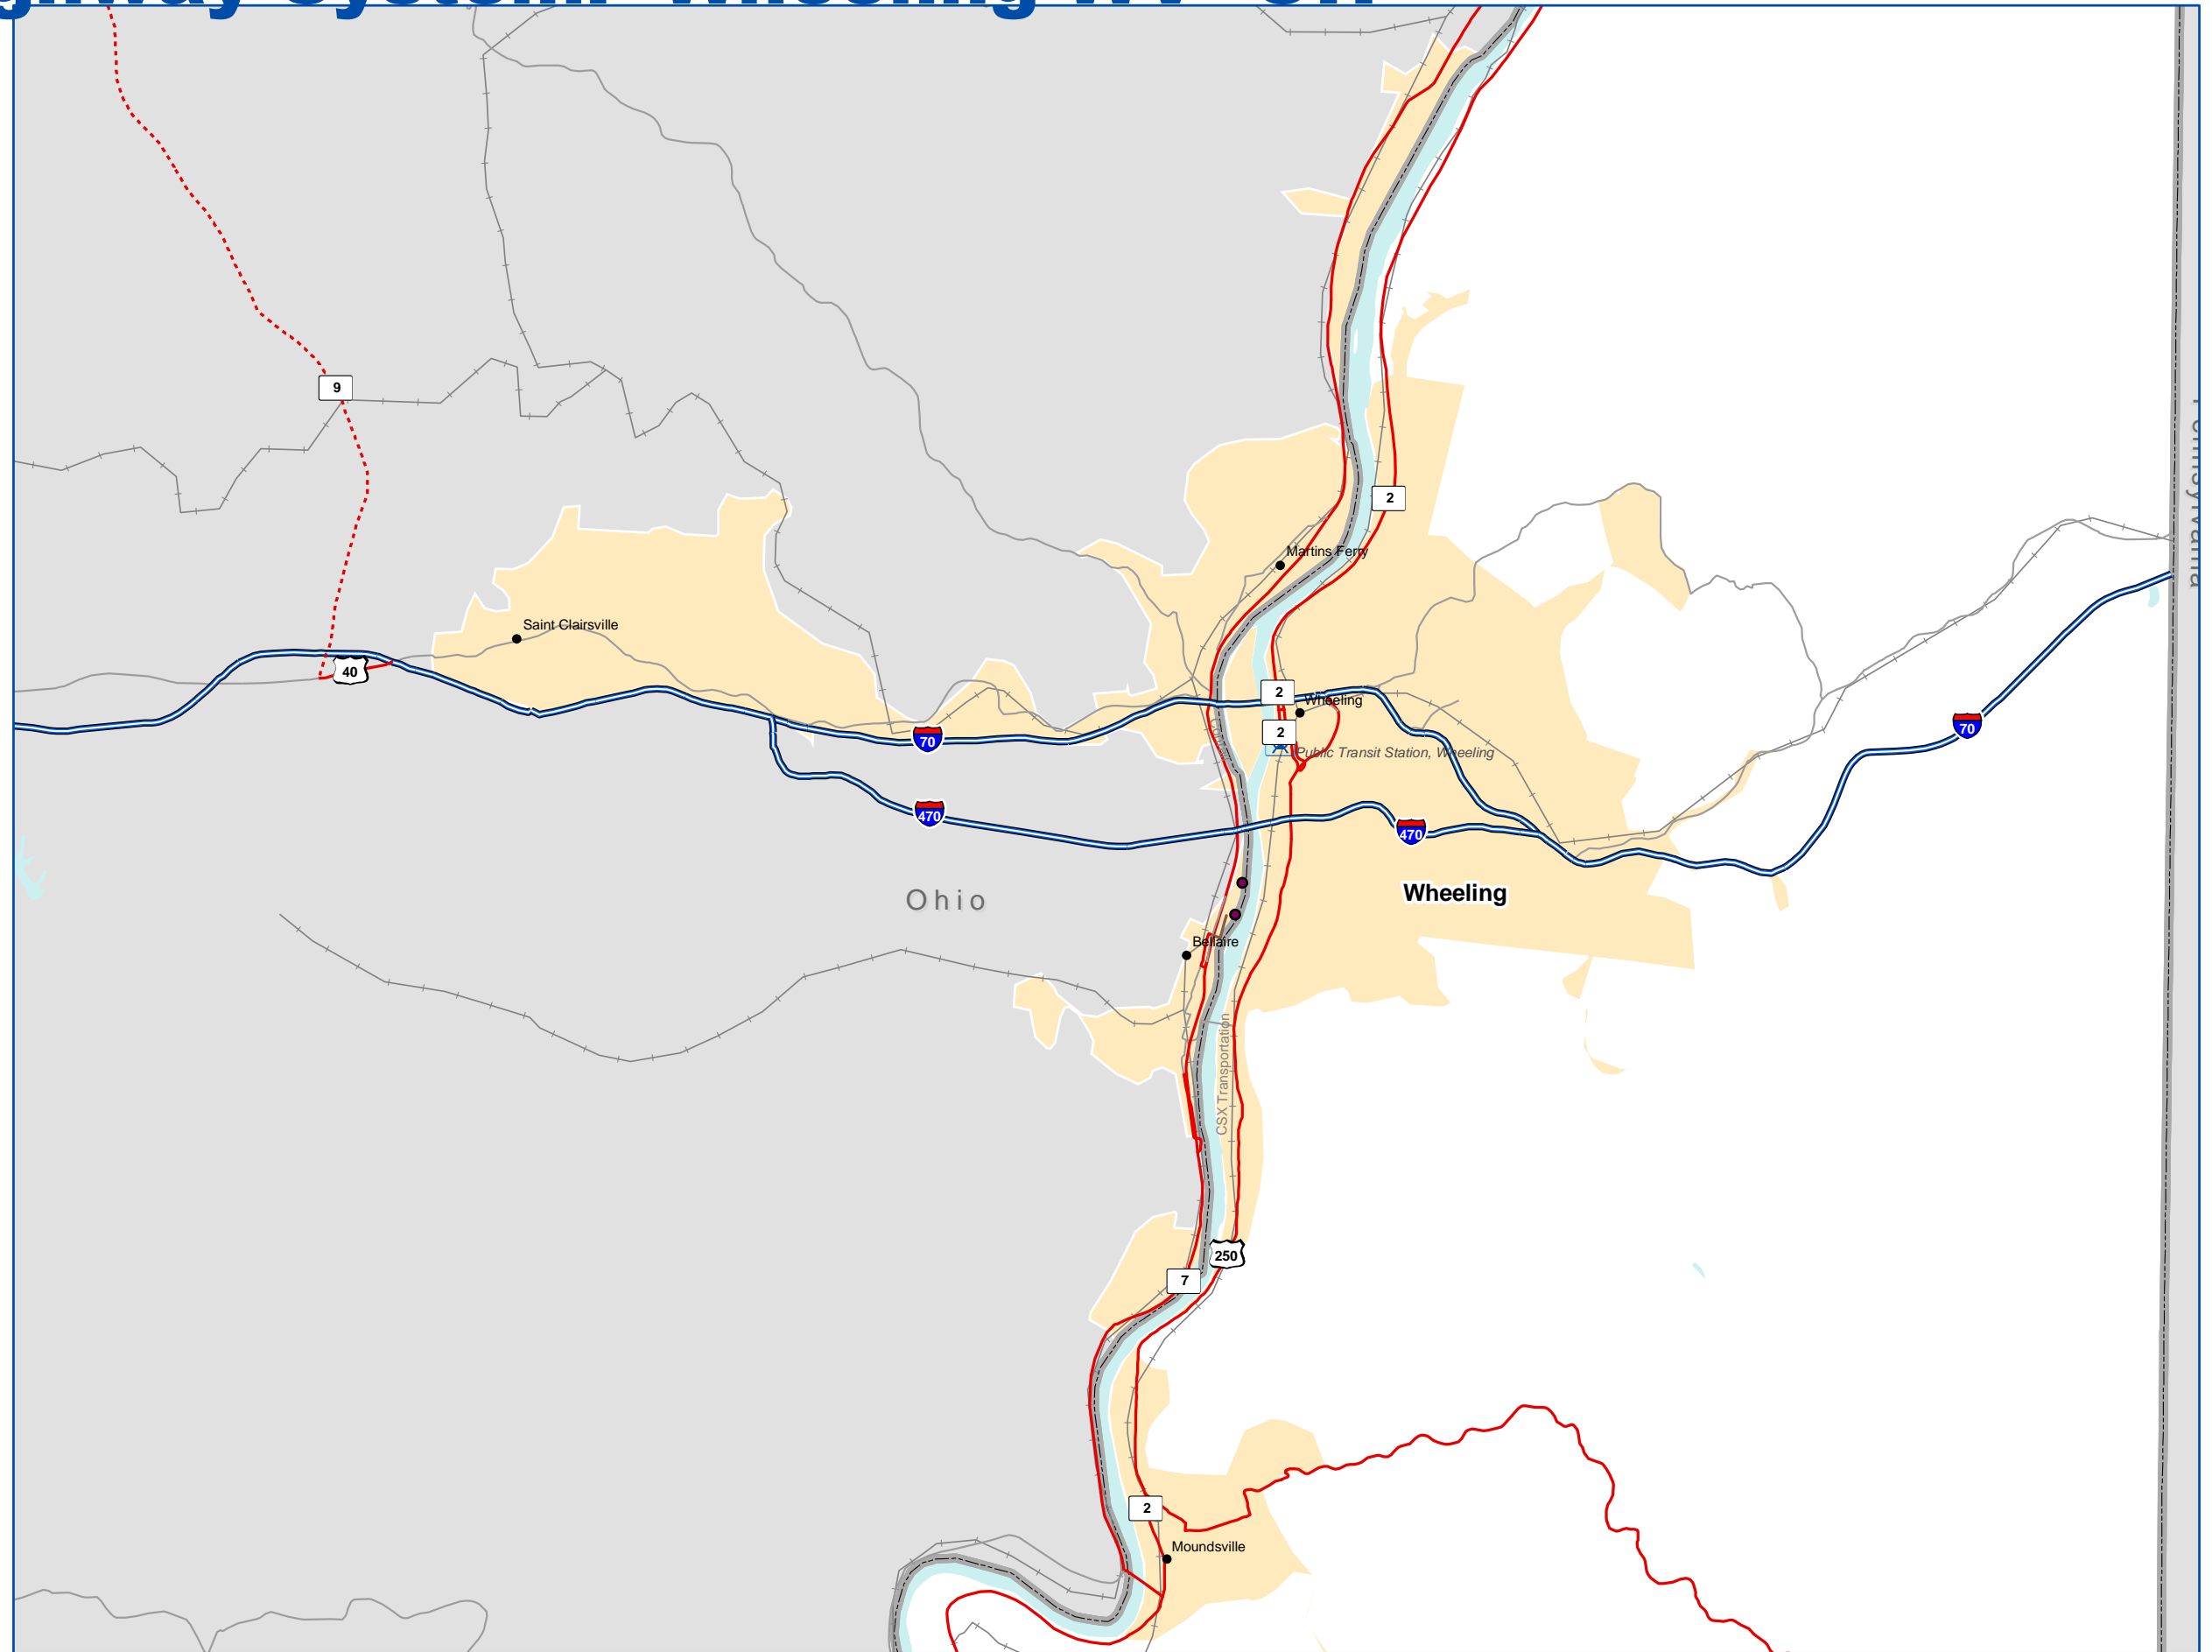 9
2
Martins Ferry
Saint Clairsville
40
2
Wheeling
2
70
70
Public Transit Station, Wheeling
470
470
Wheeling
Ohio
Bellaire
CSX Transportation
250
7
2
Moundsville